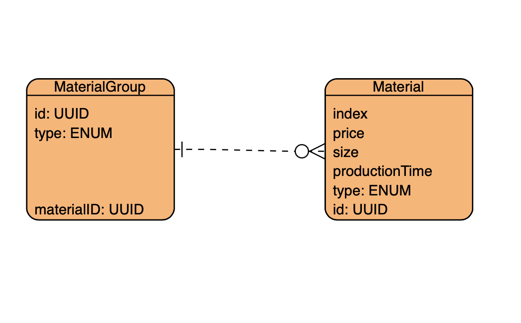 MaterialGroup
id: UUID
type: ENUM
materialID: UUID
Material
index
price
size
productionTime
type: ENUM
id: UUID